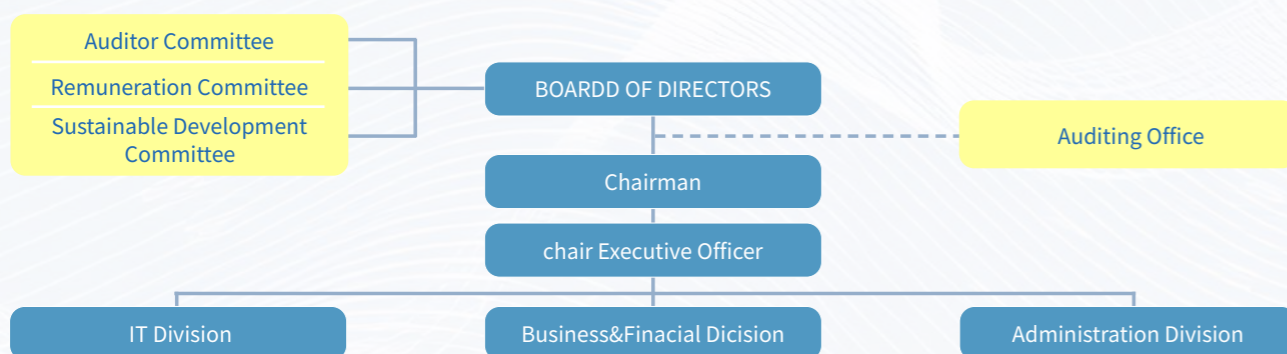 Auditor Committee
Remuneration Committee
Sustainable Development
Committee
BOARDD OF DIRECTORS
Auditing Office
Chairman
chair Executive Officer
IT Division
Business&Finacial Dicision
Administration Division